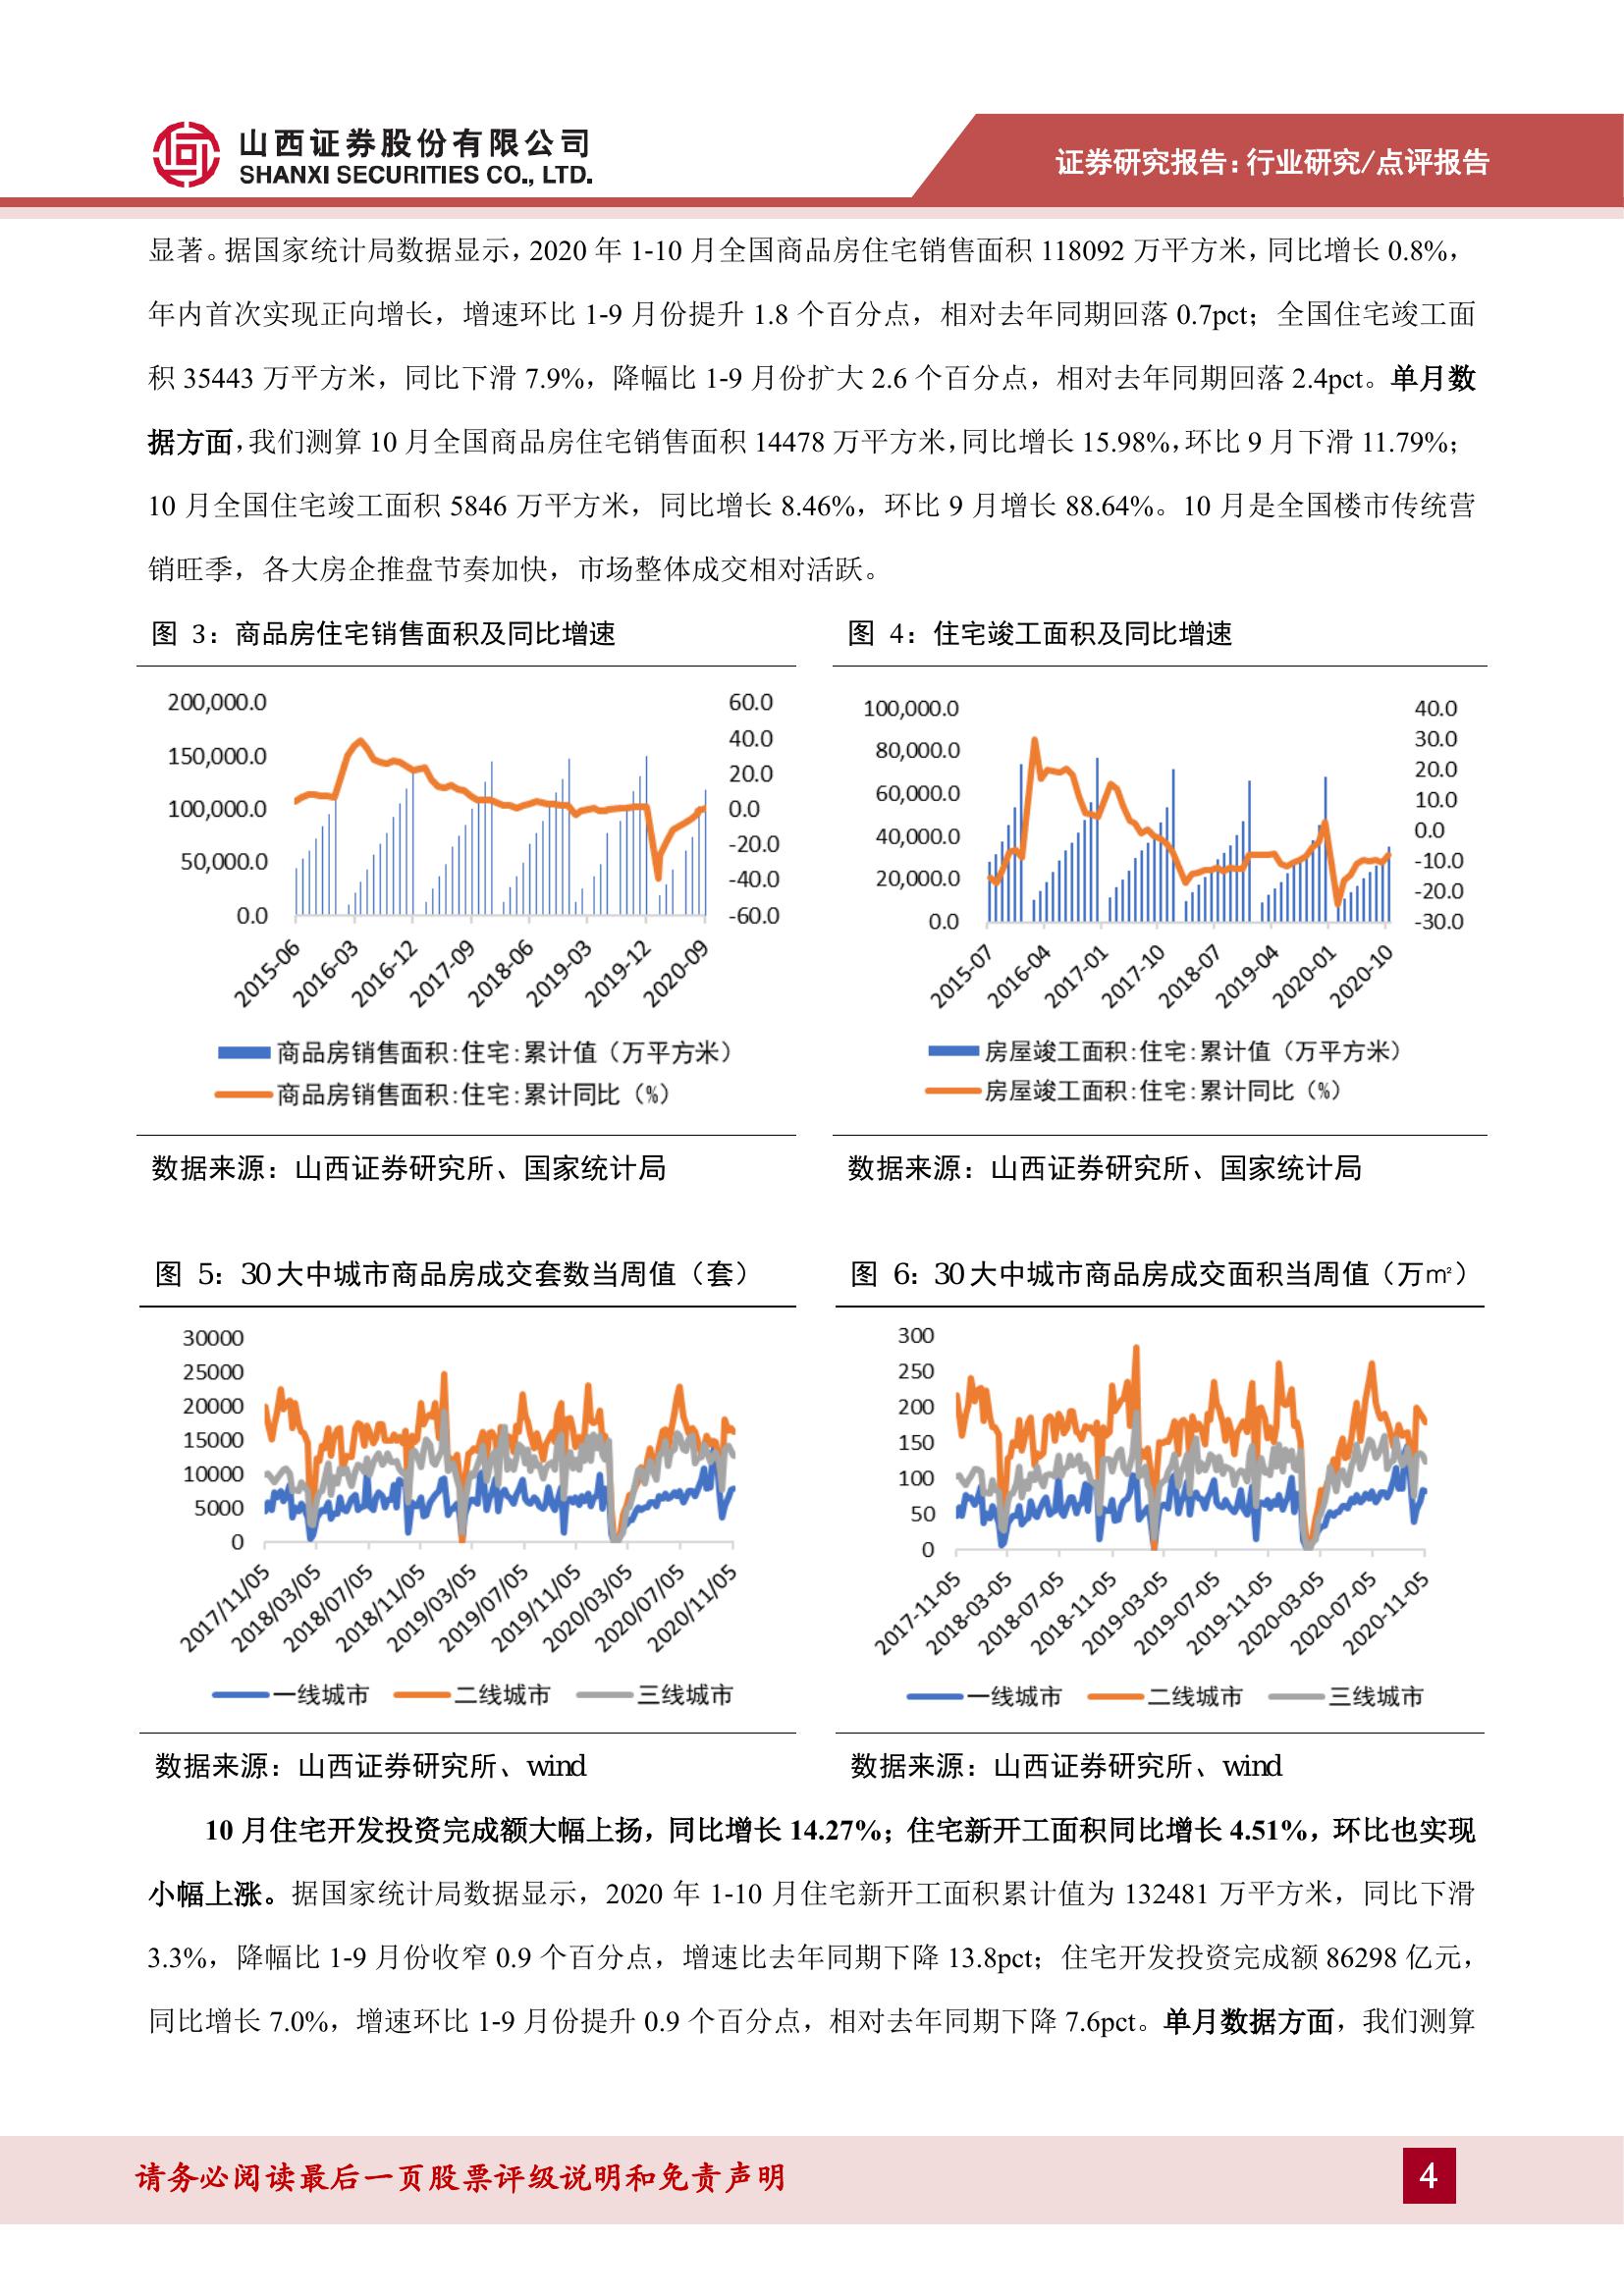 山西证券股份有限公司
SHANXI SECURITIES CO., LTD.
证券研究报告：行业研究/点评报告
显著。据国家统计局数据显示，2020 年 1-10 月全国商品房住宅销售面积 118092 万平方米，同比增长 0.8%，
年内首次实现正向增长，增速环比 1-9 月份提升 1.8 个百分点，相对去年同期回落 0.7pct；全国住宅竣工面
积 35443 万平方米，同比下滑 7.9%，降幅比 1-9 月份扩大 2.6 个百分点，相对去年同期回落 2.4pct。单月数
据方面，我们测算 10 月全国商品房住宅销售面积 14478 万平方米，同比增长 15.98%，环比 9 月下滑 11.79%；
10 月全国住宅竣工面积 5846 万平方米，同比增长 8.46%，环比 9 月增长 88.64%。10 月是全国楼市传统营
销旺季，各大房企推盘节奏加快，市场整体成交相对活跃。
图 3：商品房住宅销售面积及同比增速
200,000.0
150,000.0
100,000.0
50,000.0
0.0
60.0
40.0
20.0
0.0
-20.0
-40.0
-60.0
2015-06
2016-03
2016-12
2017-09
2018-06
2019-03
2019-12
2020-09
商品房销售面积:住宅:累计值（万平方米）
商品房销售面积:住宅:累计同比（%）
数据来源：山西证券研究所、国家统计局
图 4：住宅竣工面积及同比增速
100,000.0
80,000.0
60,000.0
40,000.0
20,000.0
0.0
40.0
30.0
20.0
10.0
0.0
-10.0
-20.0
-30.0
2015-07
2016-04
2017-01
2017-10
2018-07
2019-04
2020-01
2020-10
房屋竣工面积:住宅:累计值（万平方米）
房屋竣工面积:住宅:累计同比（%）
数据来源：山西证券研究所、国家统计局
图 5：30 大中城市商品房成交套数当周值（套）
30000
25000
20000
15000
10000
5000
0
2017/11/05
2018/03/05
2018/07/05
2018/11/05
2019/03/05
2019/07/05
2019/11/05
2020/03/05
2020/07/05
2020/11/05
一线城市 二线城市 三线城市
数据来源：山西证券研究所、wind
图 6：30 大中城市商品房成交面积当周值（万㎡）
300
250
200
150
100
50
0
2017-11-05
2018-03-05
2018-07-05
2018-11-05
2019-03-05
2019-07-05
2019-11-05
2020-03-05
2020-07-05
2020-11-05
一线城市 二线城市 三线城市
数据来源：山西证券研究所、wind
10 月住宅开发投资完成额大幅上扬，同比增长 14.27%；住宅新开工面积同比增长 4.51%，环比也实现
小幅上涨。据国家统计局数据显示，2020 年 1-10 月住宅新开工面积累计值为 132481 万平方米，同比下滑
3.3%，降幅比 1-9 月份收窄 0.9 个百分点，增速比去年同期下降 13.8pct；住宅开发投资完成额 86298 亿元，
同比增长 7.0%，增速环比 1-9 月份提升 0.9 个百分点，相对去年同期下降 7.6pct。单月数据方面，我们测算
请务必阅读最后一页股票评级说明和免责声明
4